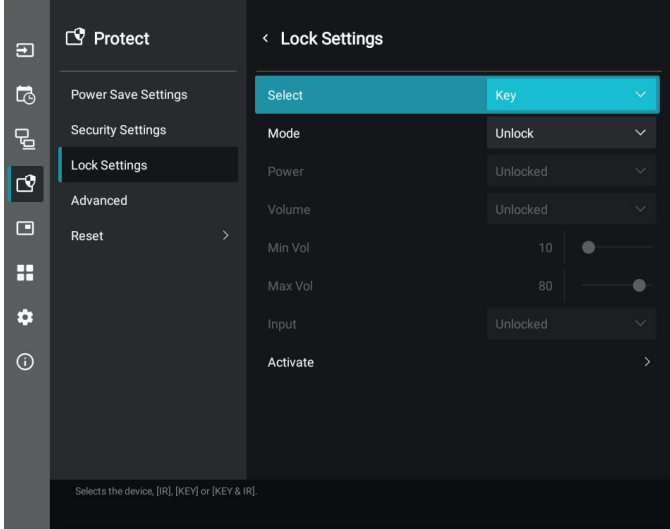 Protect
Power Save Settings
Security Settings
Lock Settings
Advanced
Reset
Lock Settings
Select Key
Mode Unlock
Power Unlocked
Volume Unlocked
Min Vol 10
Max Vol 80
Input Unlocked
Activate
Selects the device, [IR], [KEY] or [KEY & IR].